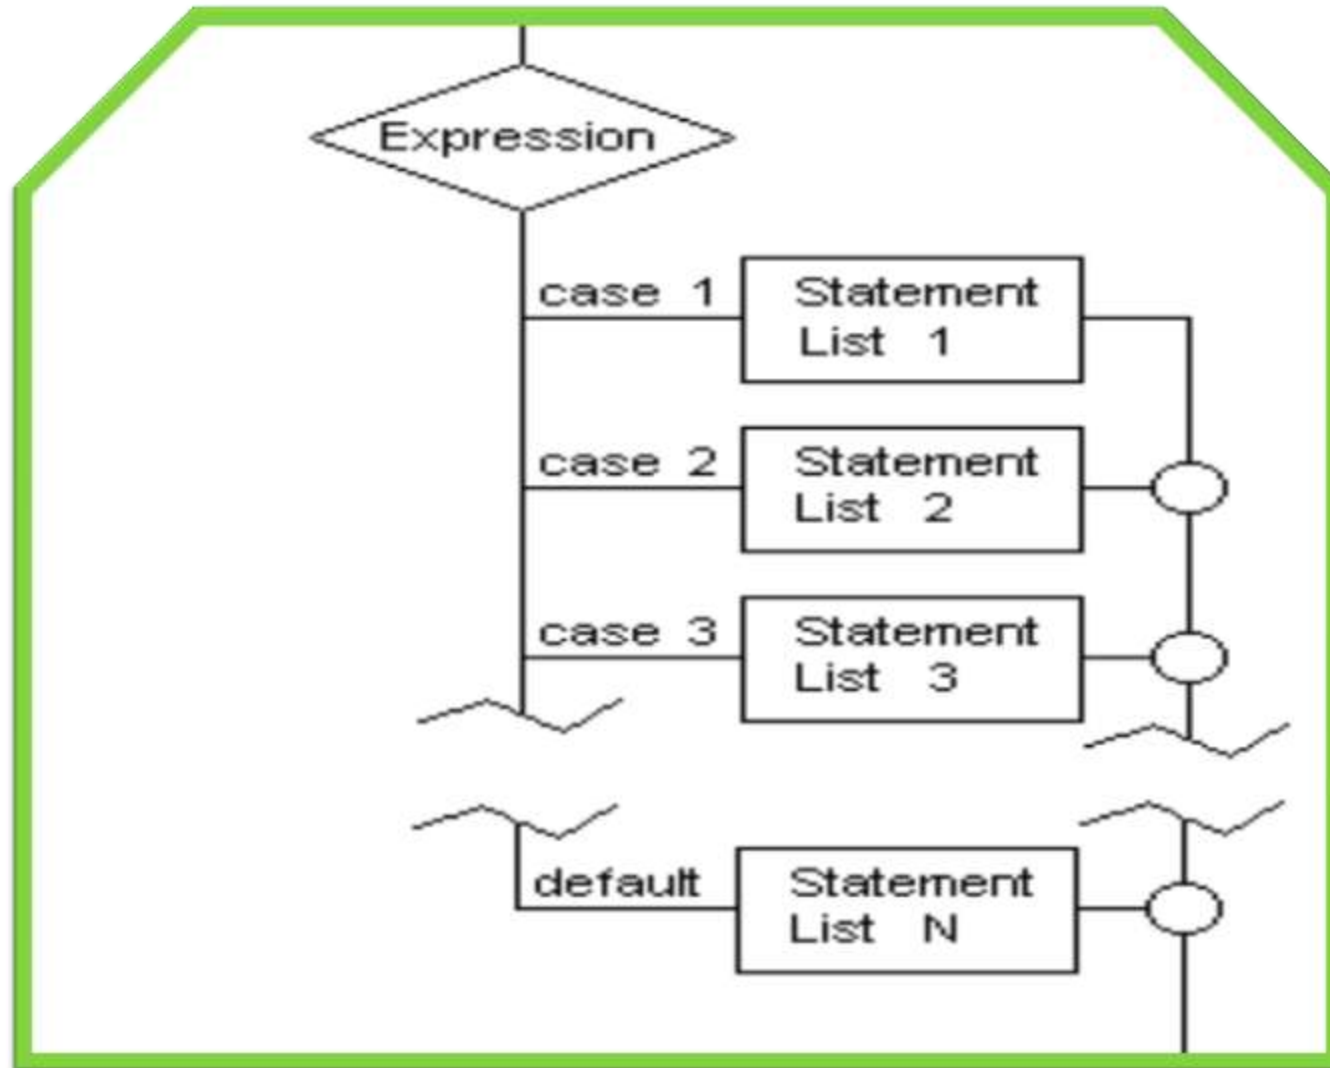 Expression
case 1
Statement
List 1
case 2
Statement
List 2
case 3
Statement
List 3
default
Statement
List N